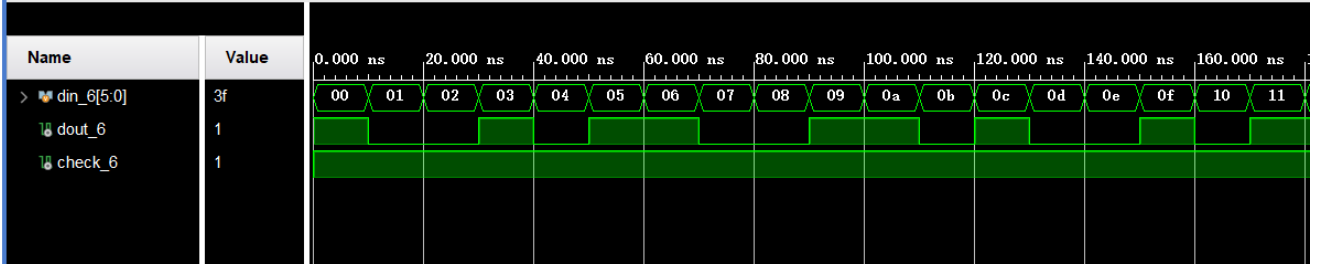 Name Value 0.000 ns 20.000 ns 40.000 ns 60.000 ns 80.000 ns 100.000 ns 120.000 ns 140.000 ns 160.000 ns
din_6[5:0] 3f 00 01 02 03 04 05 06 07 08 09 0a 0b 0c 0d 0e 0f 10 11
dout_6 1
check_6 1